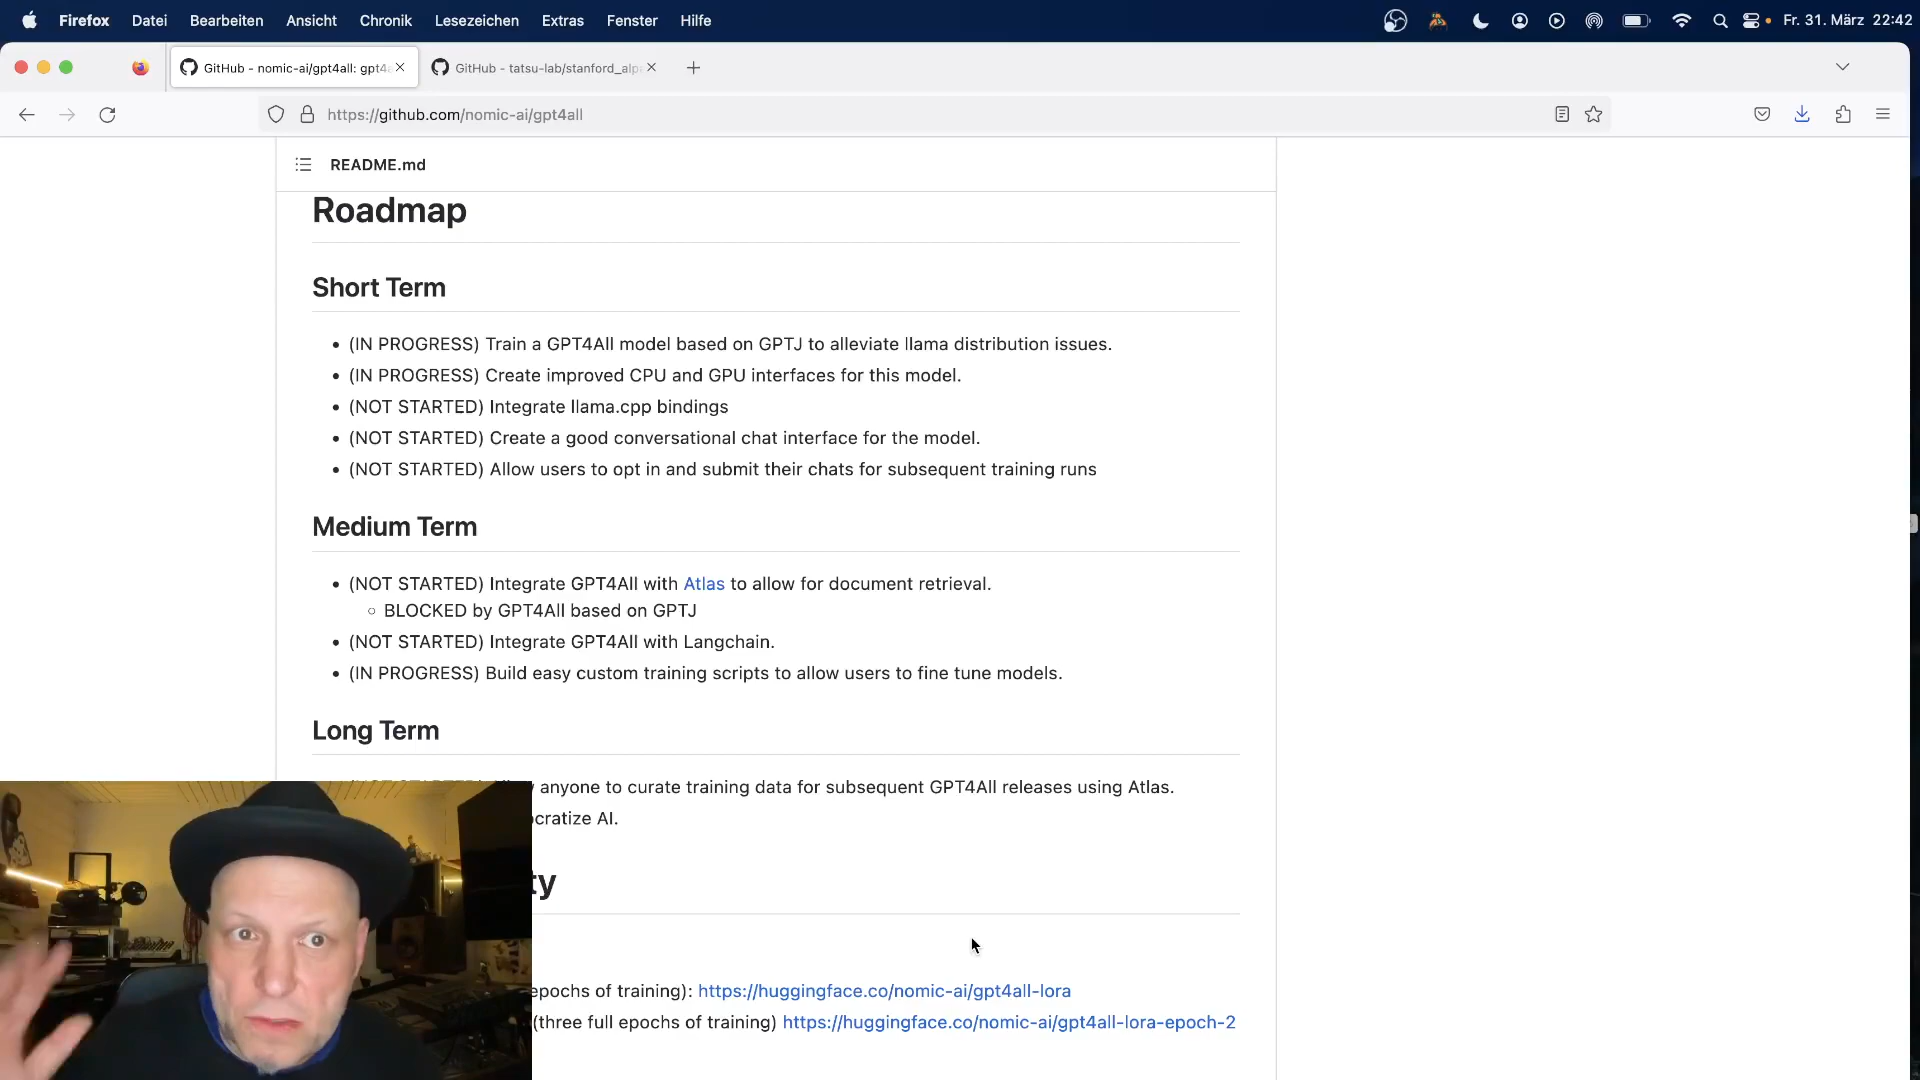 Firefox Datei Bearbeiten Ansicht Chronik Lesezeichen Extras Fenster Hilfe Fr. 31. März 22:42
GitHub - nomic-ai/gpt4all: gpt4a GitHub - tatsu-lab/stanford_alp
https://github.com/nomic-ai/gpt4all
README.md
Roadmap
Short Term
(IN PROGRESS) Train a GPT4All model based on GPTJ to alleviate llama distribution issues.
(IN PROGRESS) Create improved CPU and GPU interfaces for this model.
(NOT STARTED) Integrate llama.cpp bindings
(NOT STARTED) Create a good conversational chat interface for the model.
(NOT STARTED) Allow users to opt in and submit their chats for subsequent training runs
Medium Term
(NOT STARTED) Integrate GPT4All with Atlas to allow for document retrieval.
BLOCKED by GPT4All based on GPTJ
(NOT STARTED) Integrate GPT4All with Langchain.
(IN PROGRESS) Build easy custom training scripts to allow users to fine tune models.
Long Term
anyone to curate training data for subsequent GPT4All releases using Atlas.
ocratize AI.
ty
epochs of training): https://huggingface.co/nomic-ai/gpt4all-lora
(three full epochs of training) https://huggingface.co/nomic-ai/gpt4all-lora-epoch-2